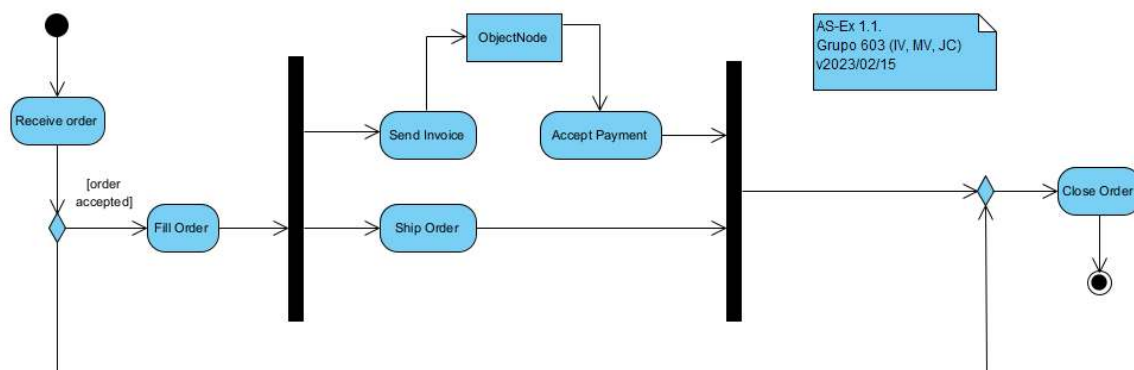 ObjectNode
AS-Ex 1.1.
Grupo 603 (IV, MV, JC)
v2023/02/15
Receive order
Send Invoice
Accept Payment
[order
accepted]
Fill Order
Ship Order
Close Order